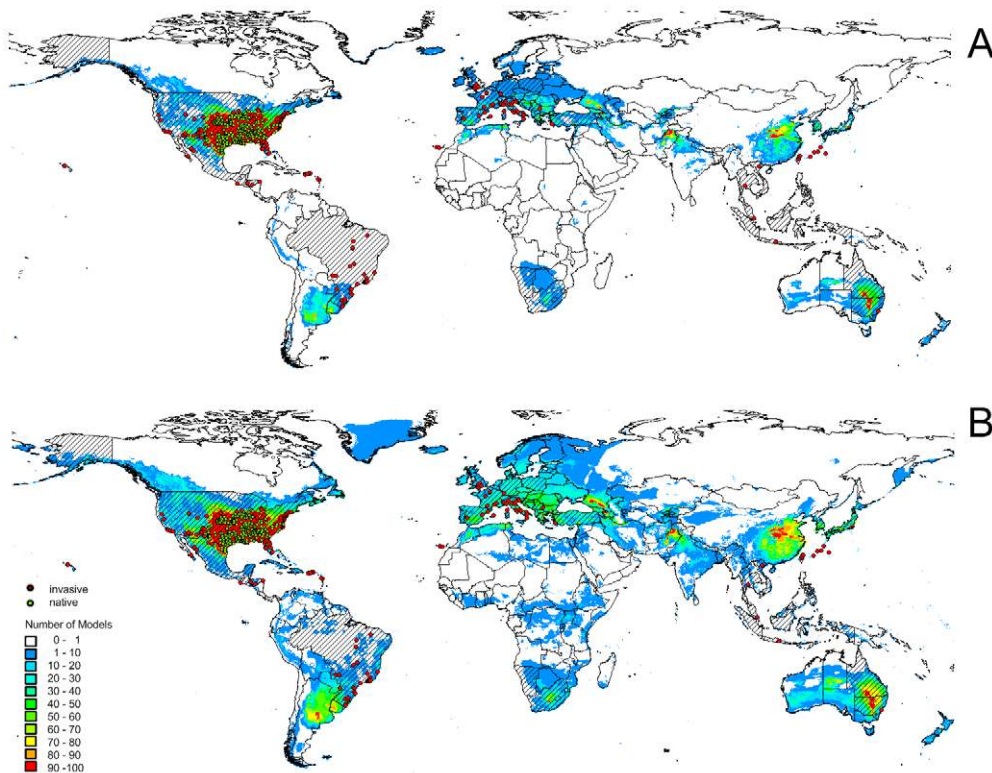 A
B
invasive
native
Number of Models
0 - 1
1 - 10
10 - 20
20 - 30
30 - 40
40 - 50
50 - 60
60 - 70
70 - 80
80 - 90
90 -100